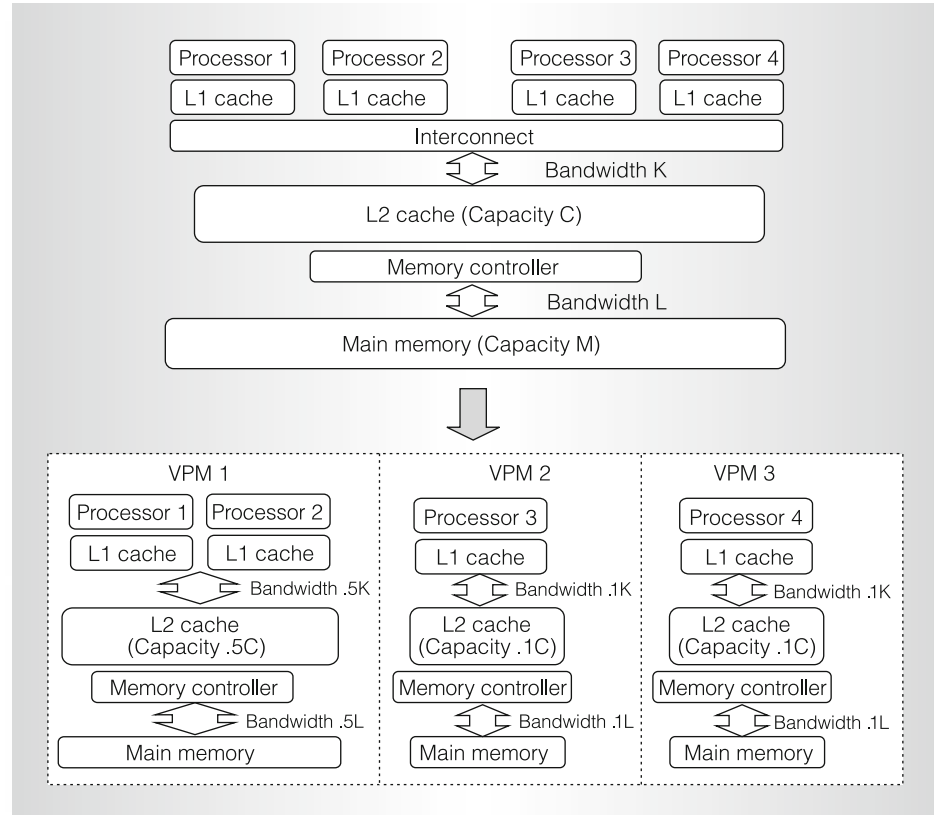 Processor 1 Processor 2 Processor 3 Processor 4
L1 cache L1 cache L1 cache L1 cache
Interconnect
Bandwidth K
L2 cache (Capacity C)
Memory controller
Bandwidth L
Main memory (Capacity M)
VPM 1 VPM 2 VPM 3
Processor 1 Processor 2 Processor 3 Processor 4
L1 cache L1 cache L1 cache L1 cache
Bandwidth .5K Bandwidth .1K Bandwidth .1K
L2 cache L2 cache L2 cache
(Capacity .5C) (Capacity .1C) (Capacity .1C)
Memory controller Memory controller Memory controller
Bandwidth .5L Bandwidth .1L Bandwidth .1L
Main memory Main memory Main memory